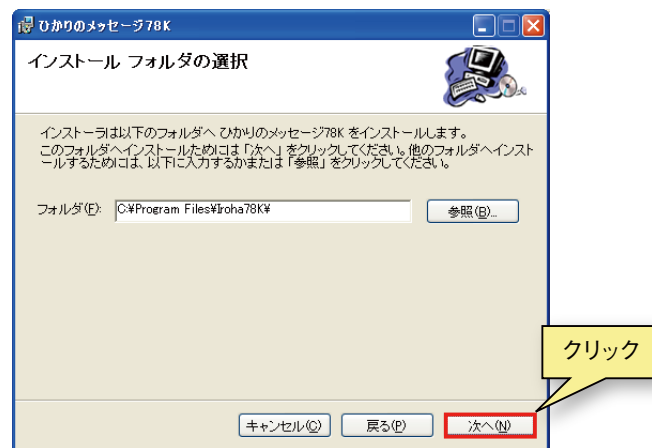 ひかりのメッセージ78K
インストール フォルダの選択
インストーラは以下のフォルダへ ひかりのメッセージ78K をインストールします。
このフォルダへインストールためには「次へ」をクリックしてください。他のフォルダへインスト
ールするためには、以下に入力するかまたは「参照」をクリックしてください。
フォルダ(F): C:¥Program Files¥Iroha78K¥ 参照(B)...
クリック
キャンセル(C) 戻る(P) 次へ(N)